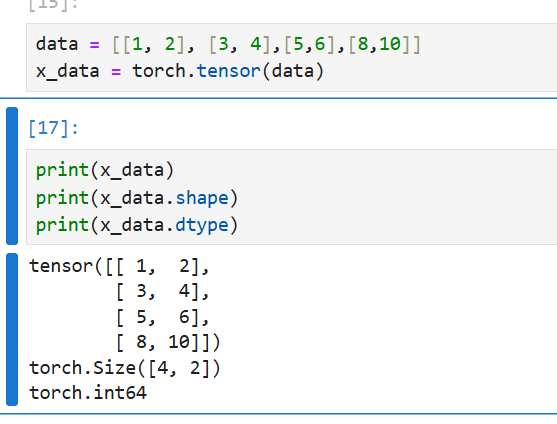 [15]:
data = [[1, 2], [3, 4],[5,6],[8,10]]
x_data = torch.tensor(data)
[17]:
print(x_data)
print(x_data.shape)
print(x_data.dtype)
tensor([[ 1,  2],
        [ 3,  4],
        [ 5,  6],
        [ 8, 10]])
torch.Size([4, 2])
torch.int64